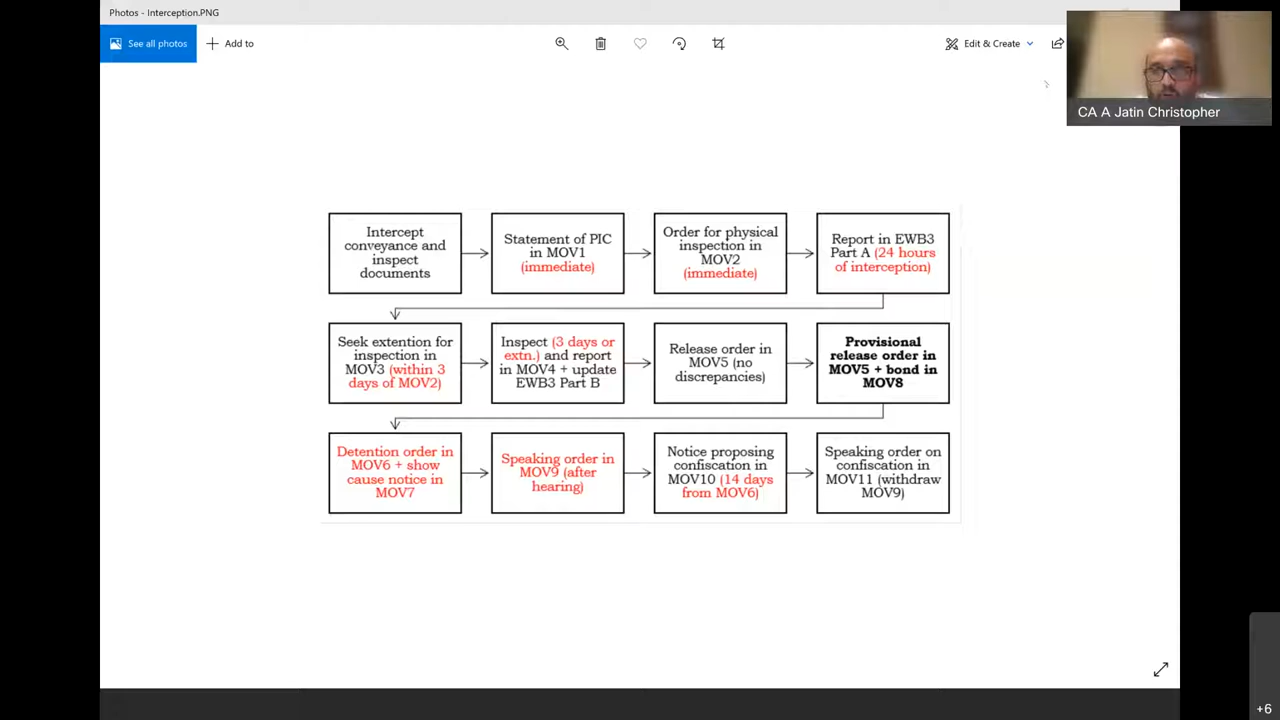 Photos - Interception.PNG
See all photos
Add to
Edit & Create
CA A Jatin Christopher
Intercept
conveyance and
inspect
documents
Statement of PIC
in MOV1
(immediate)
Order for physical
inspection in
MOV2
(immediate)
Report in EWB3
Part A (24 hours
of interception)
Seek extention for
inspection in
MOV3 (within 3
days of MOV2)
Inspect (3 days or
extn.) and report
in MOV4 + update
EWB3 Part B
Release order in
MOV5 (no
discrepancies)
Provisional
release order in
MOV5 + bond in
MOV8
Detention order in
MOV6 + show
cause notice in
MOV7
Speaking order in
MOV9 (after
hearing)
Notice proposing
confiscation in
MOV10 (14 days
from MOV6)
Speaking order on
confiscation in
MOV11 (withdraw
MOV9)
+6